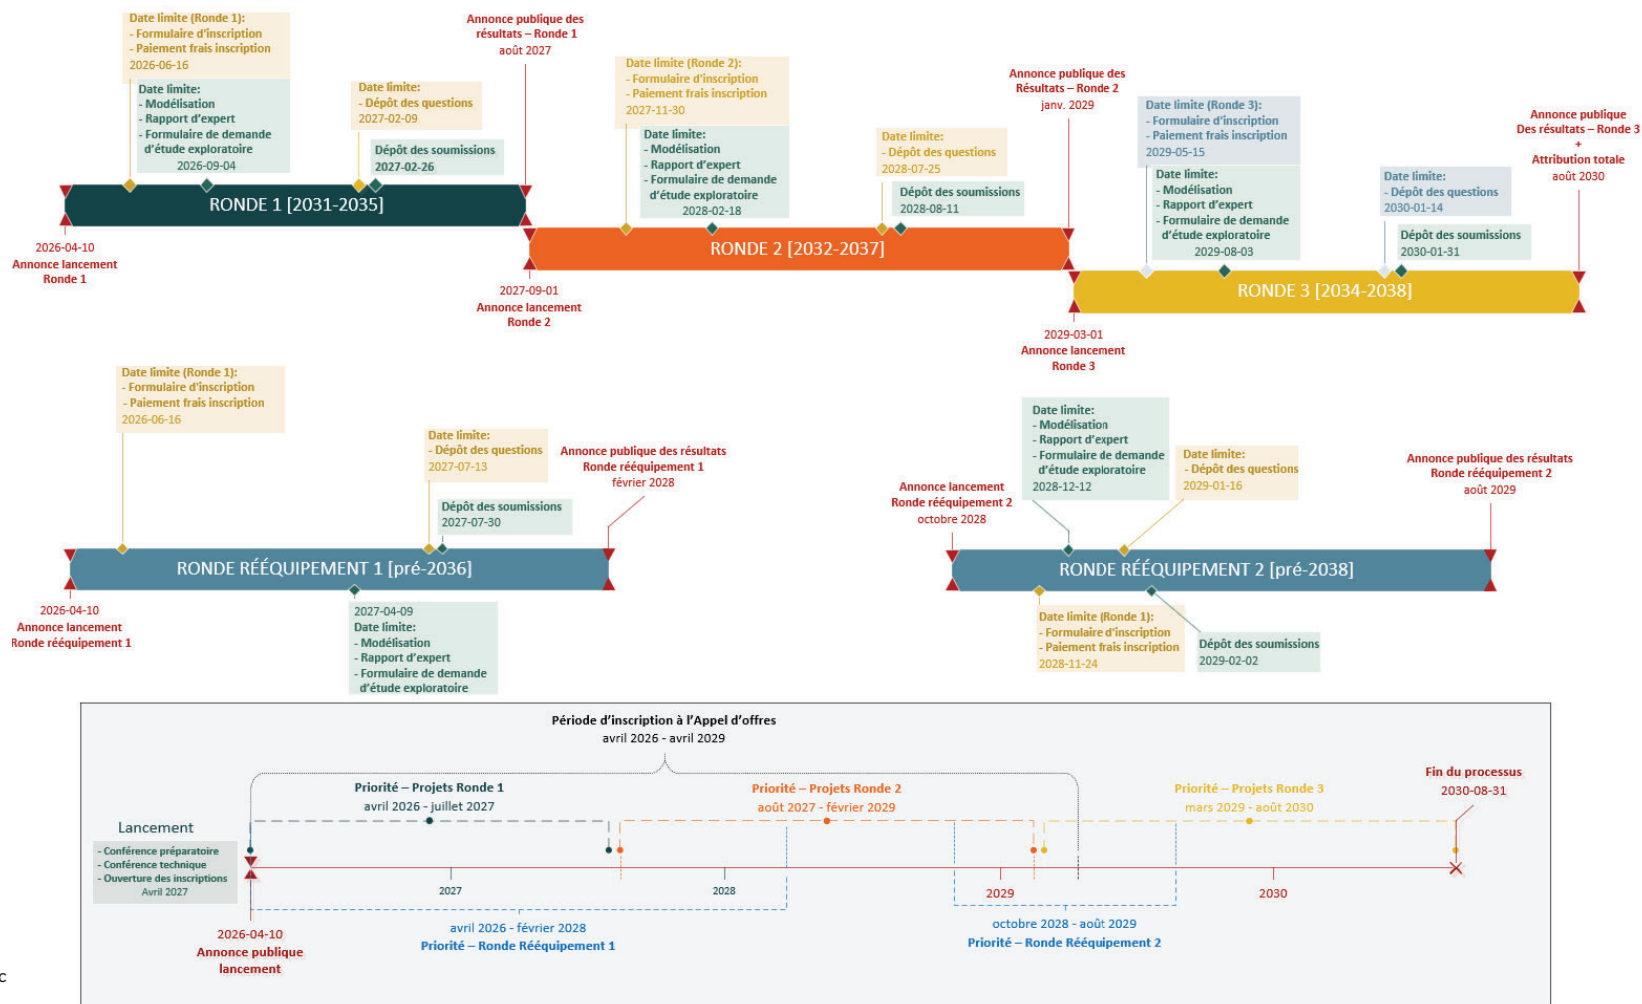 Date limite (Ronde 1):
- Formulaire d'inscription
- Paiement frais inscription
2026-06-16
Date limite:
- Modélisation
- Rapport d'expert
- Formulaire de demande
d'étude exploratoire
2026-09-04
Date limite:
- Dépôt des questions
2027-02-09
Dépôt des soumissions
2027-02-26
Annonce publique des
résultats – Ronde 1
août 2027
RONDE 1 [2031-2035]
2026-04-10
Annonce lancement
Ronde 1
Date limite (Ronde 2):
- Formulaire d'inscription
- Paiement frais inscription
2027-11-30
Date limite:
- Modélisation
- Rapport d'expert
- Formulaire de demande
d'étude exploratoire
2028-02-18
Date limite:
- Dépôt des questions
2028-07-25
Dépôt des soumissions
2028-08-11
Annonce publique des
Résultats – Ronde 2
janv. 2029
RONDE 2 [2032-2037]
2027-09-01
Annonce lancement
Ronde 2
Date limite (Ronde 3):
- Formulaire d'inscription
- Paiement frais inscription
2029-05-15
Date limite:
- Modélisation
- Rapport d'expert
- Formulaire de demande
d'étude exploratoire
2029-08-03
Date limite:
- Dépôt des questions
2030-01-14
Dépôt des soumissions
2030-01-31
Annonce publique
Des résultats – Ronde 3
+
Attribution totale
août 2030
RONDE 3 [2034-2038]
2029-03-01
Annonce lancement
Ronde 3
Date limite (Ronde 1):
- Formulaire d'inscription
- Paiement frais inscription
2026-06-16
Date limite:
- Dépôt des questions
2027-07-13
Dépôt des soumissions
2027-07-30
Annonce publique des résultats
Ronde rééquipement 1
février 2028
RONDE RÉÉQUIPEMENT 1 [pré-2036]
2026-04-10
Annonce lancement
Ronde rééquipement 1
2027-04-09
Date limite:
- Modélisation
- Rapport d'expert
- Formulaire de demande
d'étude exploratoire
Annonce lancement
Ronde rééquipement 2
octobre 2028
Date limite:
- Modélisation
- Rapport d'expert
- Formulaire de demande
d'étude exploratoire
2028-12-12
Date limite:
- Dépôt des questions
2029-01-16
Annonce publique des résultats
Ronde rééquipement 2
août 2029
RONDE RÉÉQUIPEMENT 2 [pré-2038]
Date limite (Ronde 1):
- Formulaire d'inscription
- Paiement frais inscription
2028-11-24
Dépôt des soumissions
2029-02-02
Période d'inscription à l'Appel d'offres
avril 2026 - avril 2029
Priorité – Projets Ronde 1
avril 2026 - juillet 2027
Priorité – Projets Ronde 2
août 2027 - février 2029
Priorité – Projets Ronde 3
mars 2029 - août 2030
Fin du processus
2030-08-31
Lancement
- Conférence préparatoire
- Conférence technique
- Ouverture des inscriptions
Avril 2027
2027
2028
2029
2030
2026-04-10
Annonce publique
lancement
avril 2026 - février 2028
Priorité – Ronde Rééquipement 1
octobre 2028 - août 2029
Priorité – Ronde Rééquipement 2
c